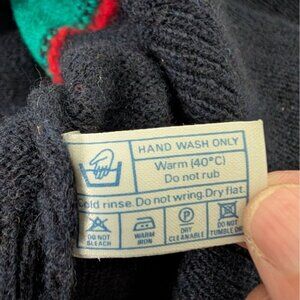 HAND WASH ONLY
Warm (40°C)
Do not rub
Cold rinse. Do not wring. Dry flat.
DO NOT BLEACH
WARM IRON
P
DRY CLEANABLE
DO NOT TUMBLE DRY